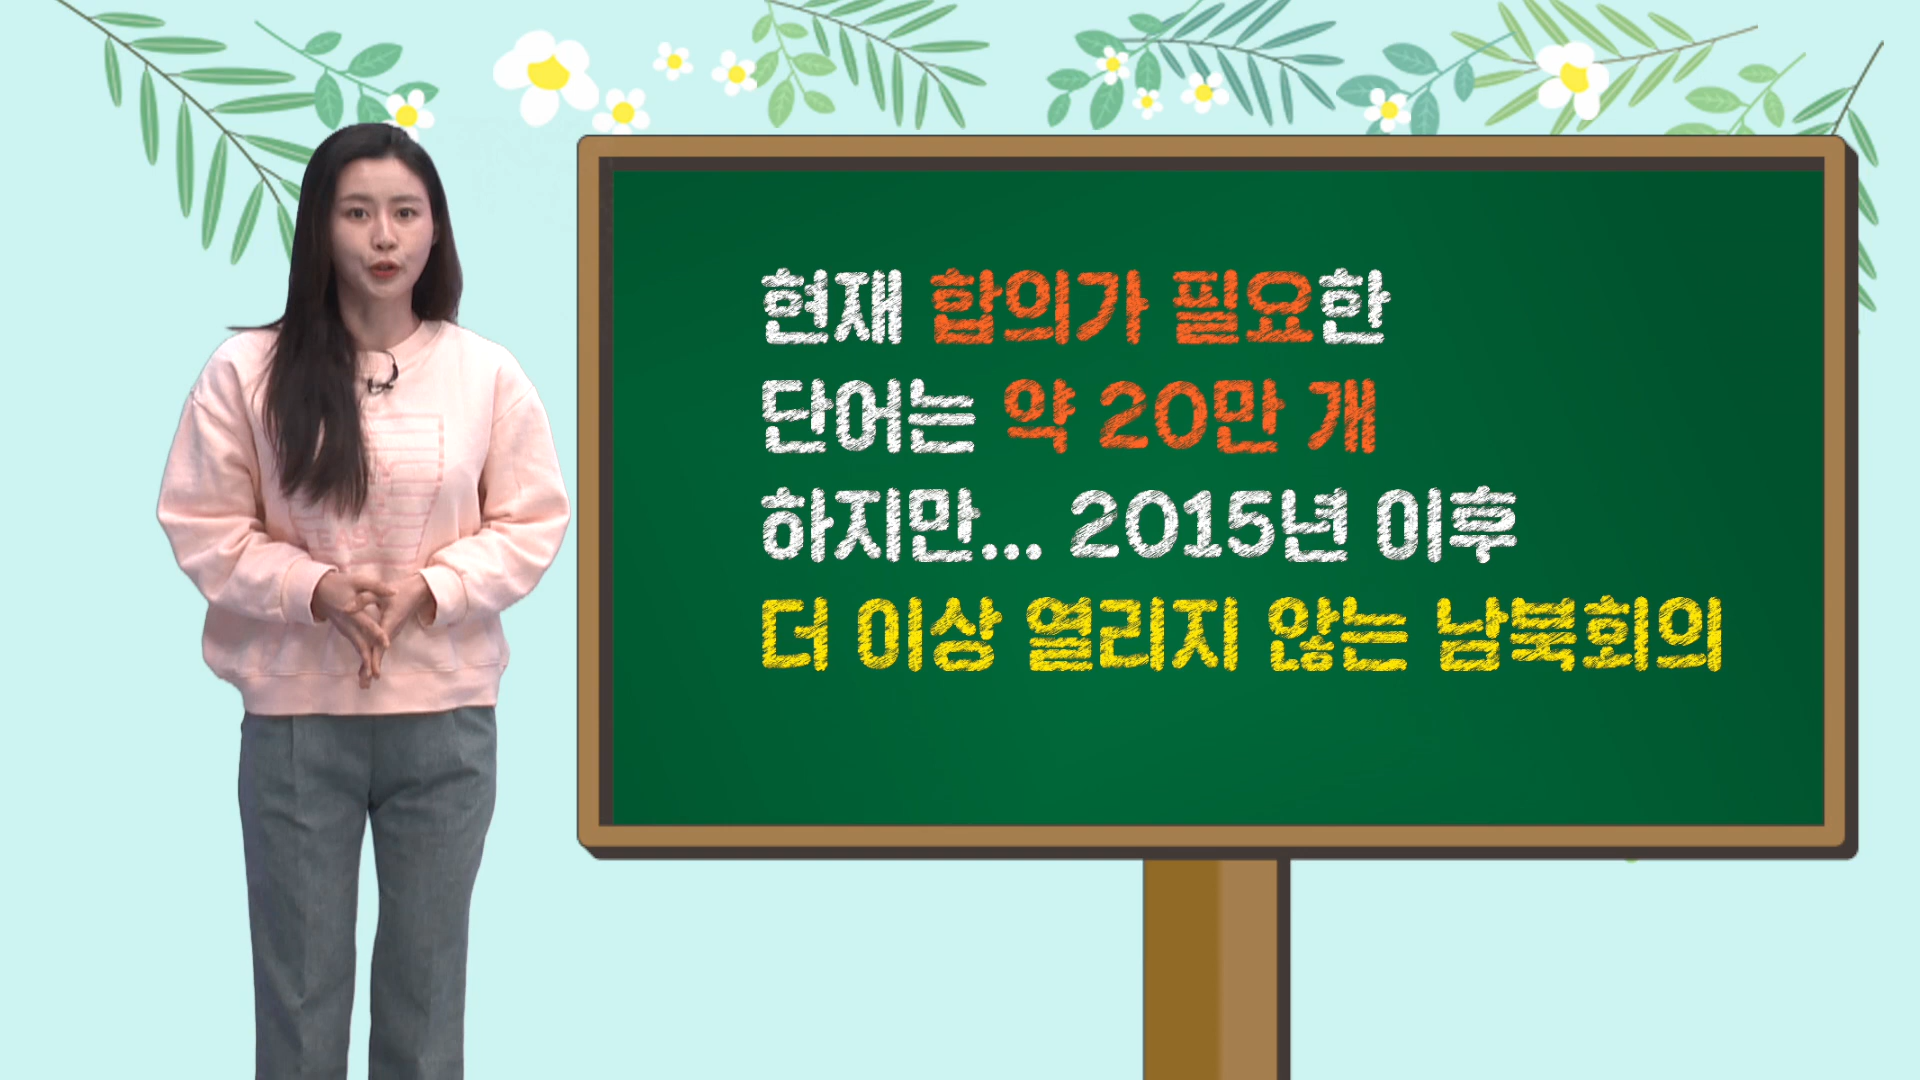 현재 합의가 필요한
단어는 약 20만 개
하지만... 2015년 이후
더 이상 열리지 않는 남북회의